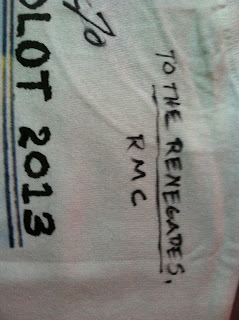 TO THE RENEGADES,
RMC
OLOT 2013